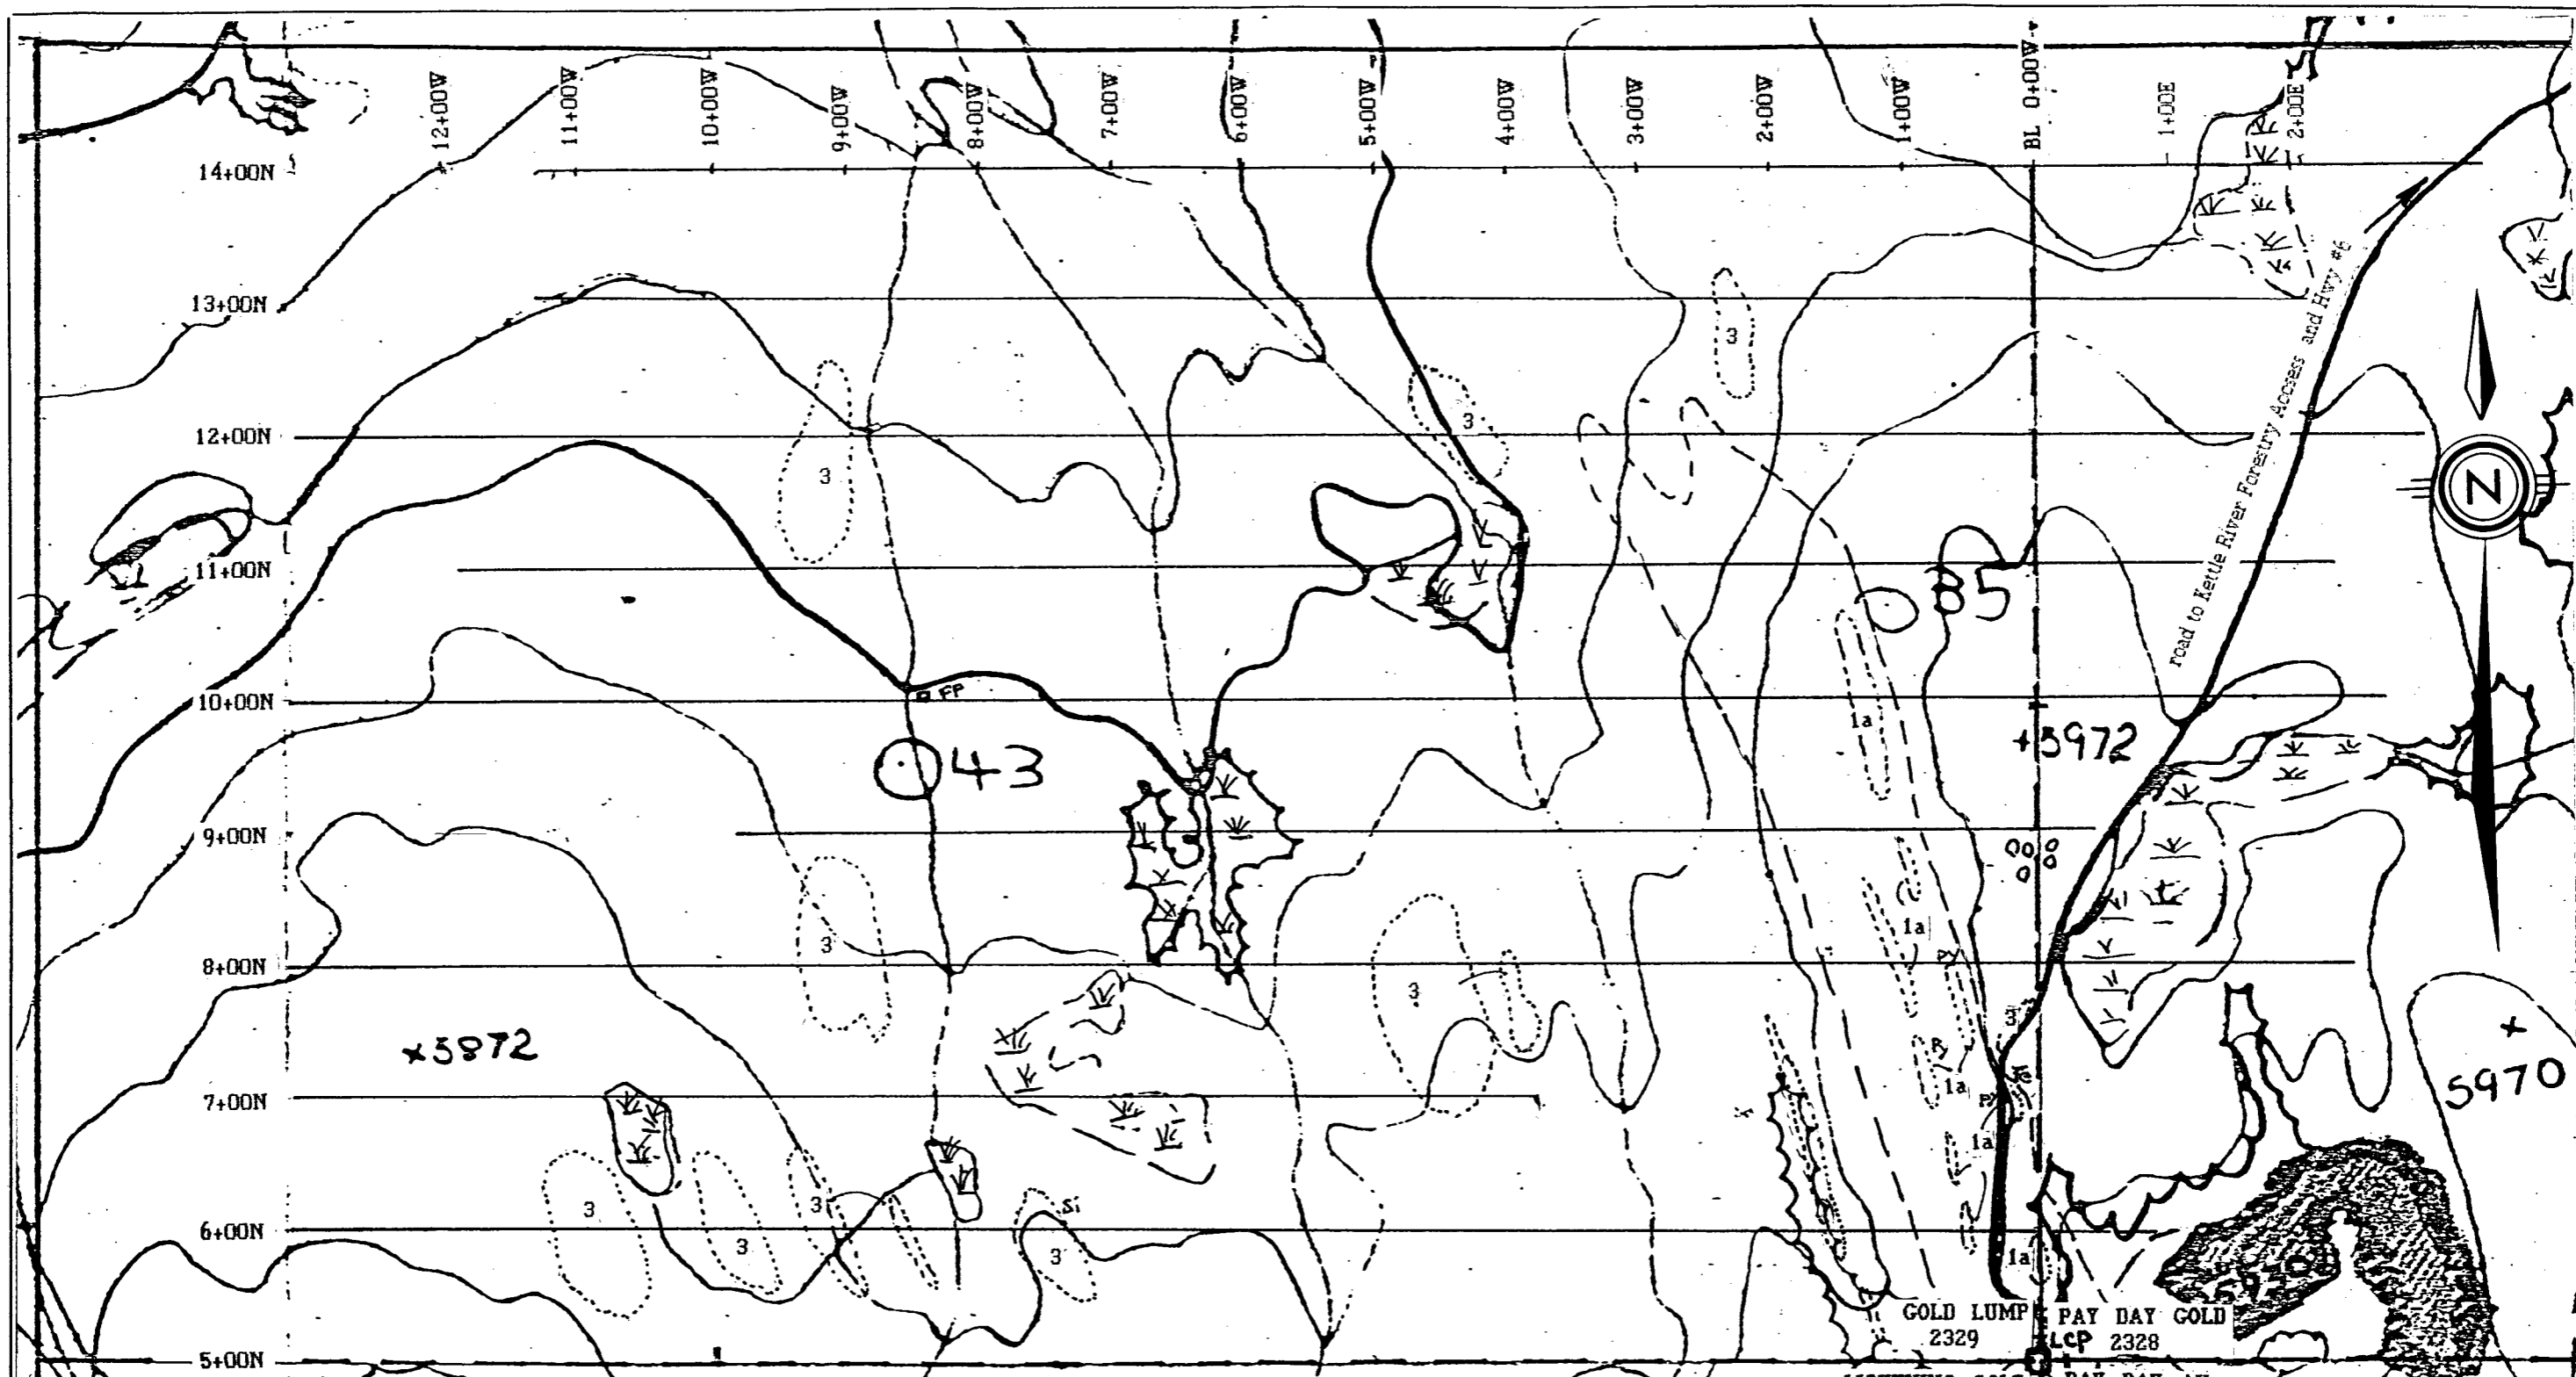 12+00W
11+00W
10+00W
9+00W
8+00W
7+00W
6+00W
5+00W
4+00W
3+00W
2+00W
1+00W
BL 0+00W
1+00E
2+00E
14+00N
13+00N
12+00N
11+00N
10+00N
9+00N
8+00N
7+00N
6+00N
5+00N
road to Kettle River Forestry Access and Hwy #6
N
3
3
3
85
FP
1a
43
+5972
3
1a
Py
3
3
x5872
1a
x
5970
1a
3
3
3
Si
3
1a
GOLD LUMP
2329
PAY DAY GOLD
LCP 2328